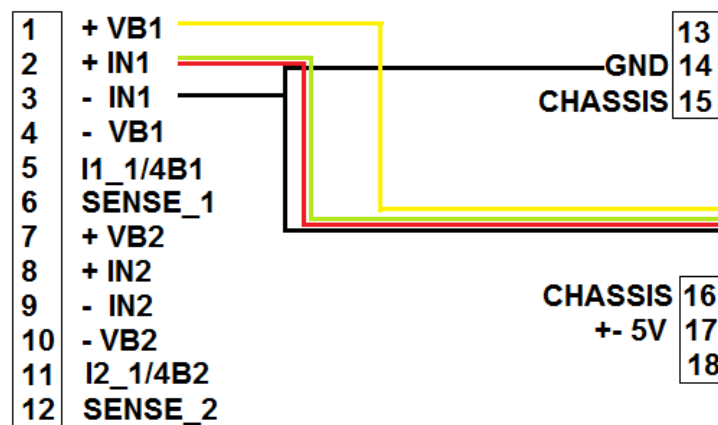 1 + VB1
2 + IN1
3 - IN1
4 - VB1
5 I1_1/4B1
6 SENSE_1
7 + VB2
8 + IN2
9 - IN2
10 - VB2
11 I2_1/4B2
12 SENSE_2
13
GND 14
CHASSIS 15
CHASSIS 16
+- 5V 17
18